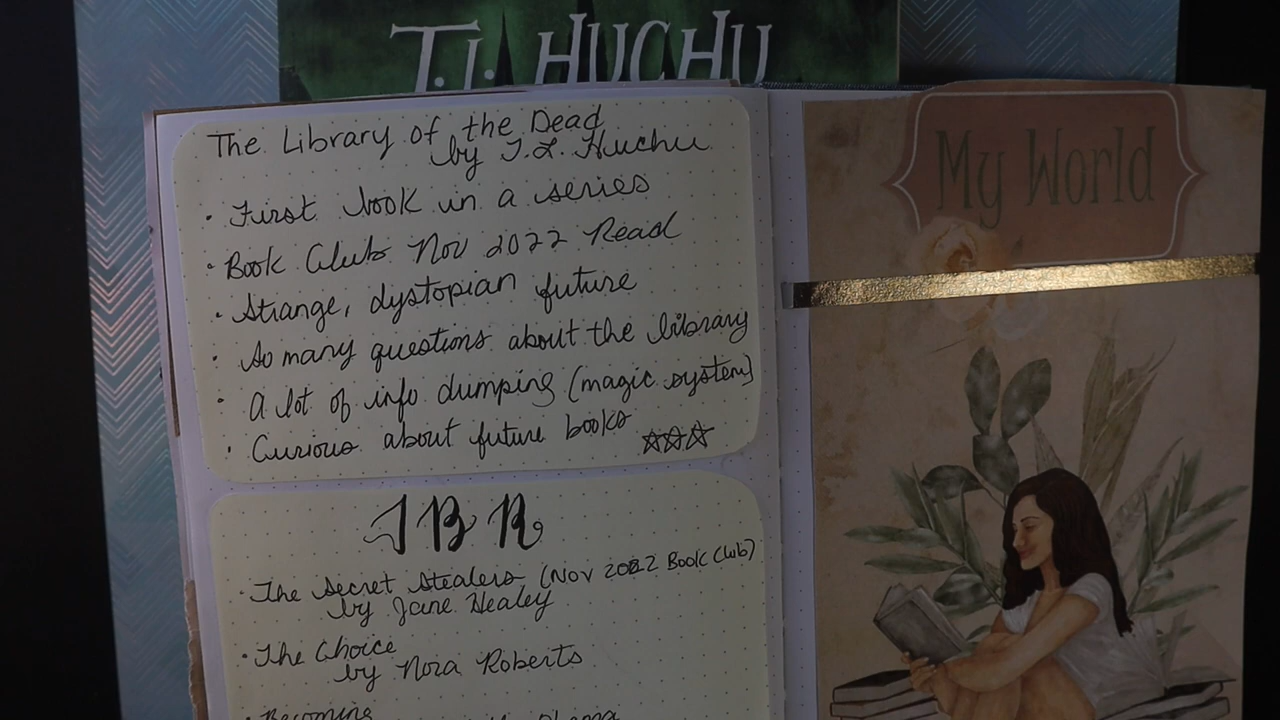 T.L. HUCHU
The Library of the Dead
by T.L. Huchu
• First book in a series
• Book Club Nov 2022 Read
• Strange, dystopian future
• So many questions about the library
• A lot of info dumping (magic system)
• Curious about future books ☆☆☆
TBR
• The Secret Stealers (Nov 2022 Book Club)
by Jane Healey
• The Choice
by Nora Roberts
• Becoming
Obama
My World